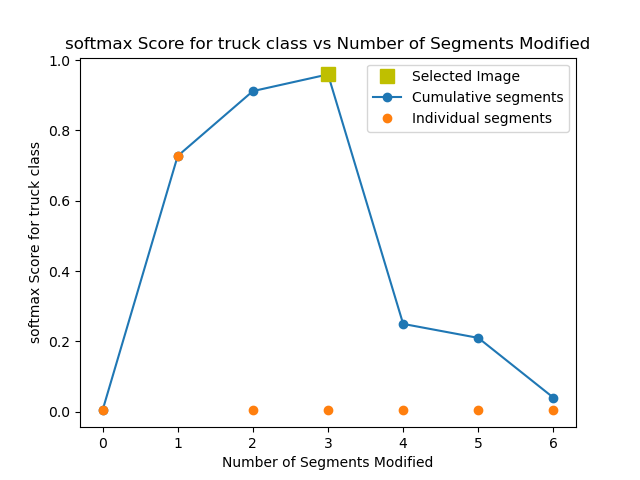 softmax Score for truck class vs Number of Segments Modified
1.0
0.8
0.6
0.4
0.2
0.0
softmax Score for truck class
Selected Image
Cumulative segments
Individual segments
0 1 2 3 4 5 6
Number of Segments Modified